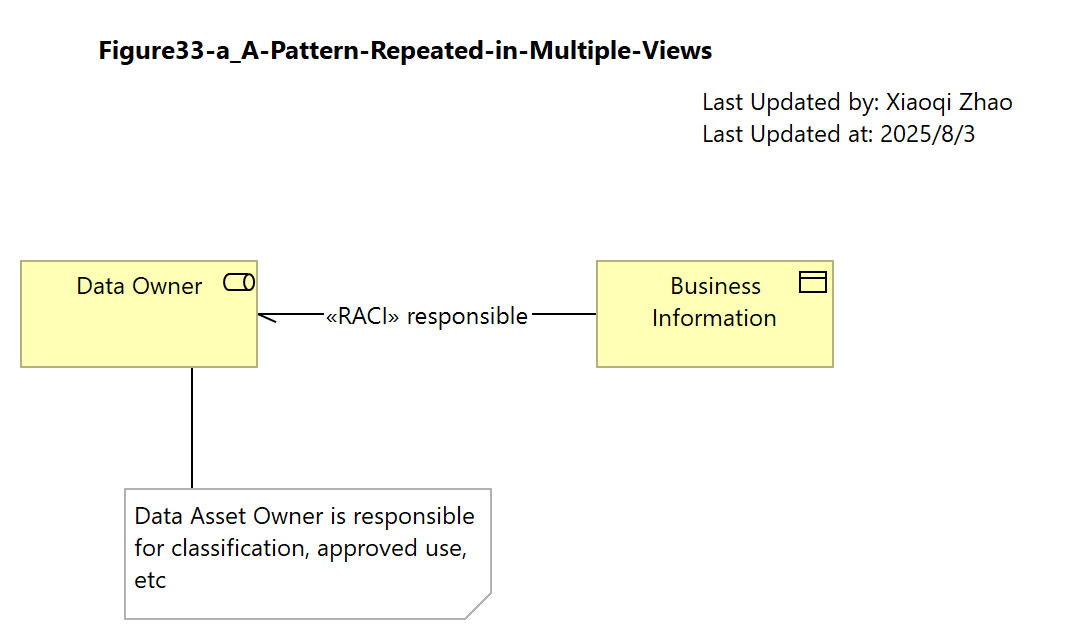 Figure33-a_A-Pattern-Repeated-in-Multiple-Views
Last Updated by: Xiaoqi Zhao
Last Updated at: 2025/8/3
Data Owner
«RACI» responsible
Business
Information
Data Asset Owner is responsible
for classification, approved use,
etc